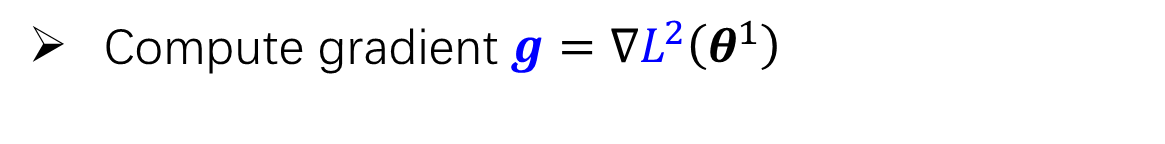 ➢ Compute gradient 𝒈 = ∇𝐿²(𝜽¹)